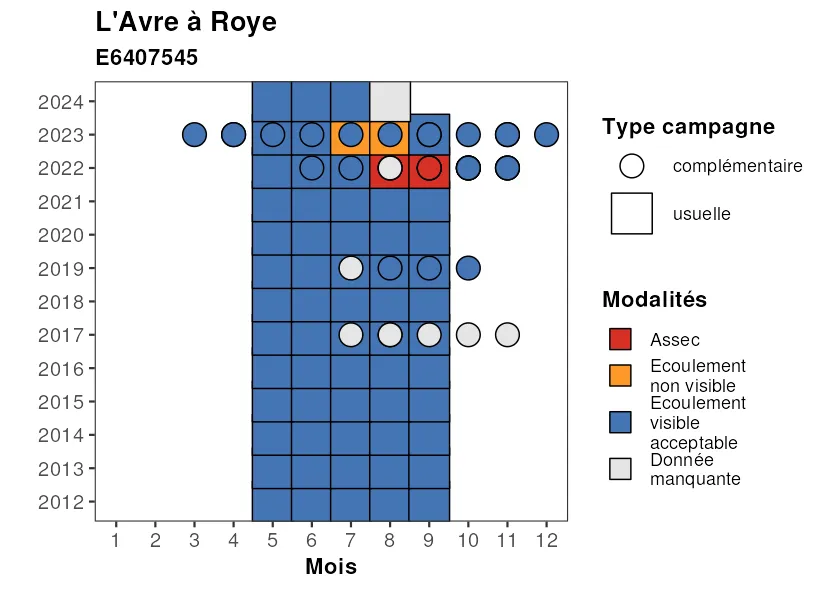 L'Avre à Roye
E6407545
2024
2023
2022
2021
2020
2019
2018
2017
2016
2015
2014
2013
2012
1 2 3 4 5 6 7 8 9 10 11 12
Mois
Type campagne
complémentaire
usuelle
Modalités
Assec
Ecoulement
non visible
Ecoulement
visible
acceptable
Donnée
manquante